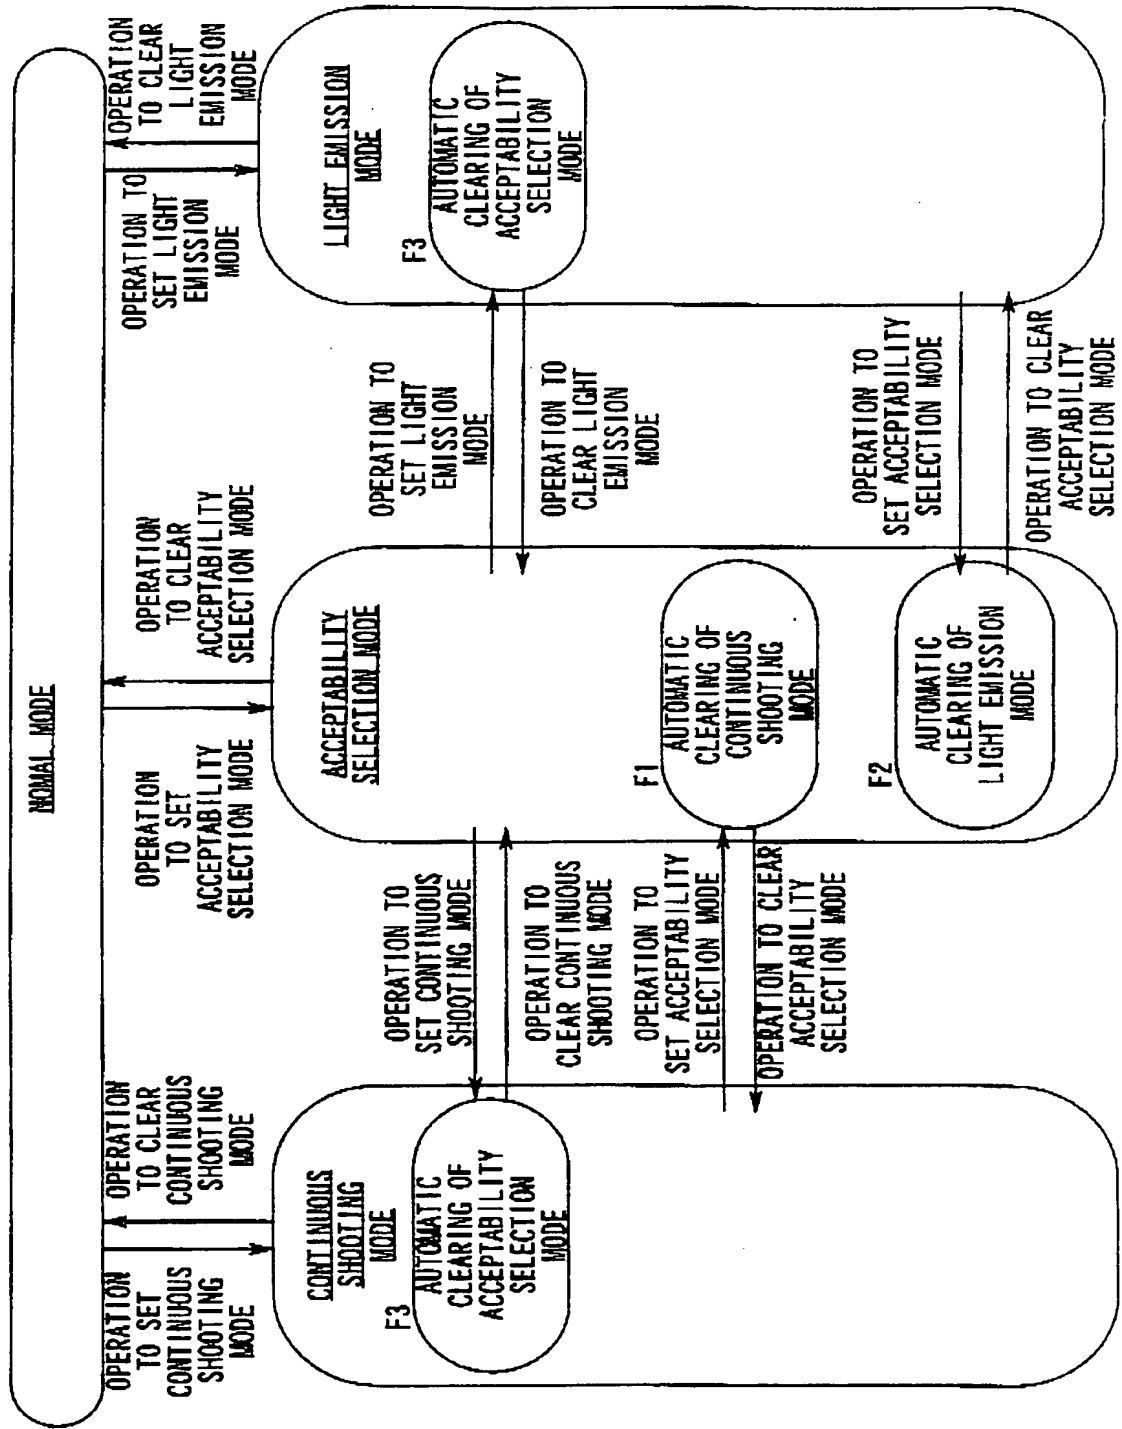 NOMAL MODE
OPERATION
TO SET
CONTINUOUS
SHOOTING
MODE
OPERATION
TO CLEAR
CONTINUOUS
SHOOTING
MODE
OPERATION
TO SET
ACCEPTABILITY
SELECTION MODE
OPERATION
TO CLEAR
ACCEPTABILITY
SELECTION MODE
OPERATION TO
SET LIGHT
EMISSION
MODE
OPERATION
TO CLEAR
LIGHT
EMISSION
MODE
CONTINUOUS
SHOOTING
MODE
F3
AUTOMATIC
CLEARING OF
ACCEPTABILITY
SELECTION
MODE
OPERATION TO
SET CONTINUOUS
SHOOTING MODE
OPERATION TO
CLEAR CONTINUOUS
SHOOTING MODE
OPERATION TO
SET ACCEPTABILITY
SELECTION MODE
OPERATION TO CLEAR
ACCEPTABILITY
SELECTION MODE
ACCEPTABILITY
SELECTION MODE
F1
AUTOMATIC
CLEARING OF
CONTINUOUS
SHOOTING
MODE
F2
AUTOMATIC
CLEARING OF
LIGHT EMISSION
MODE
OPERATION TO
SET LIGHT
EMISSION
MODE
OPERATION TO
CLEAR LIGHT
EMISSION
MODE
OPERATION TO
SET ACCEPTABILITY
SELECTION MODE
OPERATION TO CLEAR
ACCEPTABILITY
SELECTION MODE
LIGHT EMISSION
MODE
F3
AUTOMATIC
CLEARING OF
ACCEPTABILITY
SELECTION
MODE